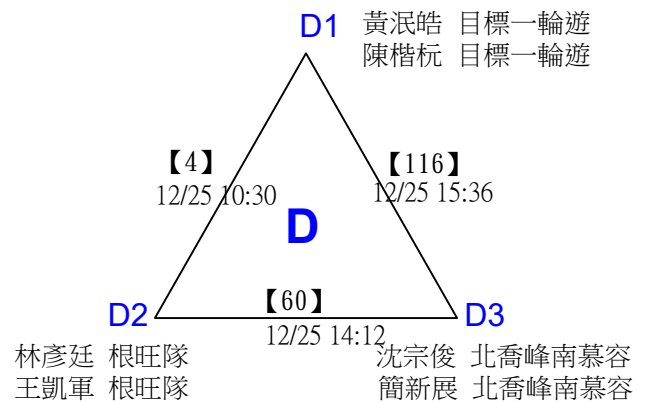 D1 黃泯皓 目標一輪遊
陳楷杬 目標一輪遊
【4】
12/25 10:30
【116】
12/25 15:36
D
【60】
12/25 14:12
D2
D3
林彥廷 根旺隊
王凱軍 根旺隊
沈宗俊 北喬峰南慕容
簡新展 北喬峰南慕容